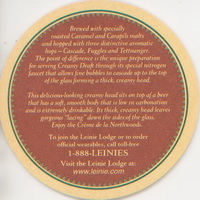 Brewed with specially
roasted Caramel and Carapils malts
and hopped with three distinctive aromatic
hops – Cascade, Fuggles and Tettnanger.
The point of difference is the unique preparation
for serving Creamy Draft through its special nitrogen
faucet that allows fine bubbles to cascade up to the top
of the glass forming a thick, creamy head.
This delicious-looking creamy head sits on top of a beer
that has a soft, smooth body that is low in carbonation
and is extremely drinkable. Its thick, creamy head leaves
gorgeous "lacing" down the sides of the glass.
Enjoy the Crème de la Northwoods
To join the Leinie Lodge or to order
official wearables, call toll-free
1-888-LEINIES
Visit the Leinie Lodge at:
www.leinie.com